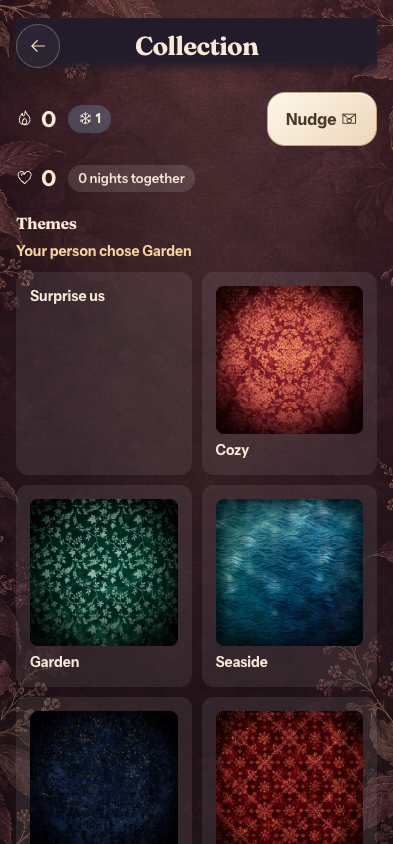 Collection
0
1
Nudge
0
0 nights together
Themes
Your person chose Garden
Surprise us
Cozy
Garden
Seaside